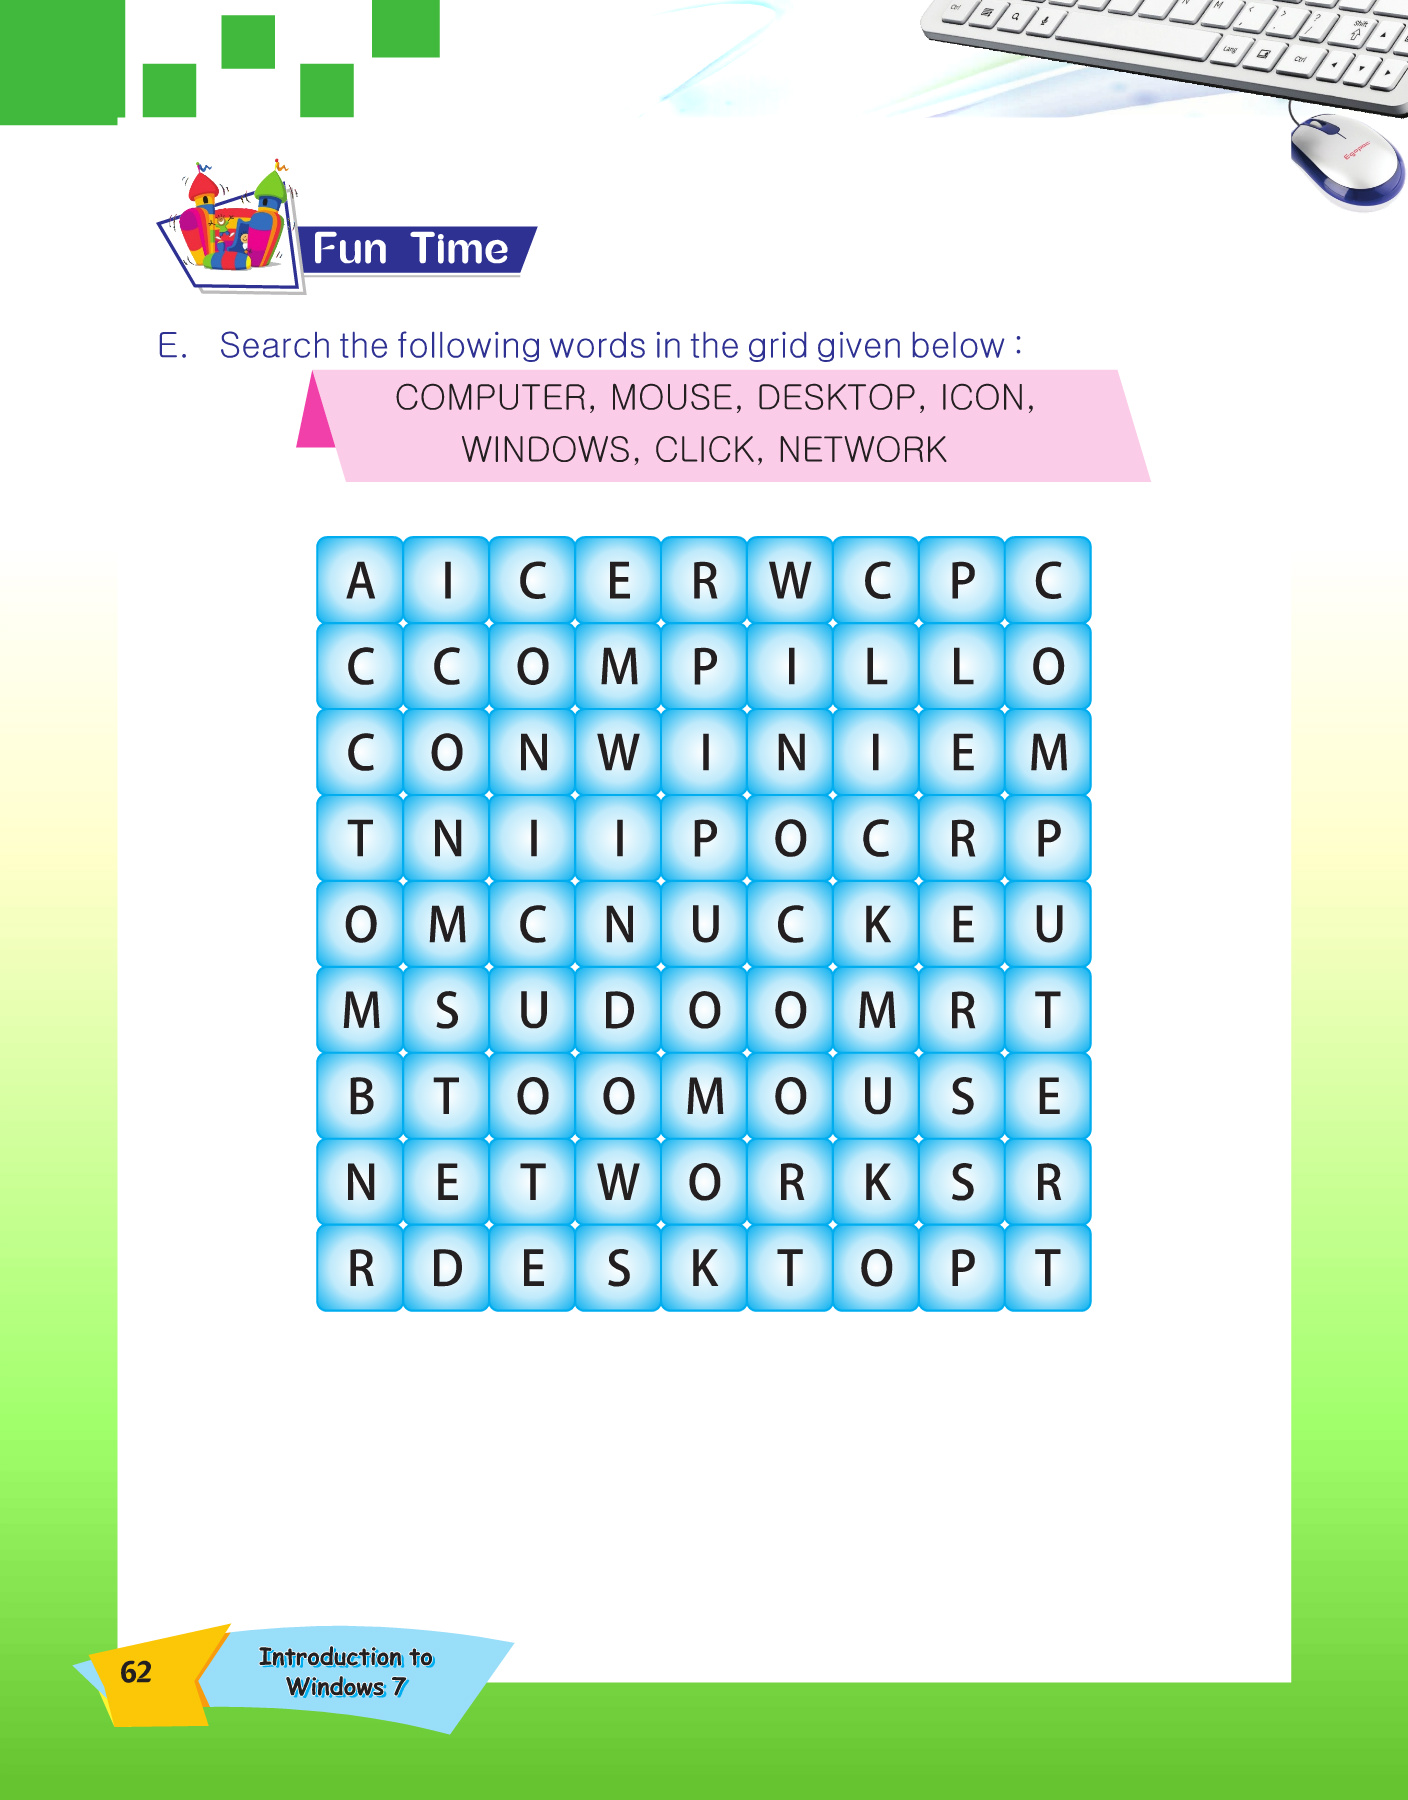 Fun Time
E. Search the following words in the grid given below :
COMPUTER, MOUSE, DESKTOP, ICON,
WINDOWS, CLICK, NETWORK
A I C E R W C P C
C C O M P I L L O
C O N W I N I E M
T N I I P O C R P
O M C N U C K E U
M S U D O O M R T
B T O O M O U S E
N E T W O R K S R
R D E S K T O P T
62
Introduction to
Windows 7